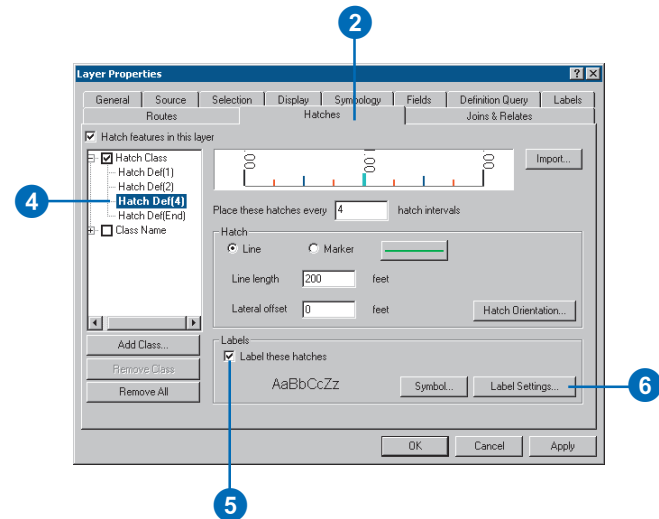 2
Layer Properties
General Source Selection Display Symbology Fields Definition Query Labels
Routes Hatches Joins & Relates
Hatch features in this layer
Hatch Class
Hatch Def(1)
Hatch Def(2)
Hatch Def(4)
Hatch Def(End)
Class Name
4
00 00 00
Import...
Place these hatches every 4 hatch intervals
Hatch
Line Marker
Line length 200 feet
Lateral offset 0 feet
Hatch Orientation...
Add Class...
Remove Class
Remove All
Labels
Label these hatches
AaBbCcZz
Symbol... Label Settings...
6
OK Cancel Apply
5